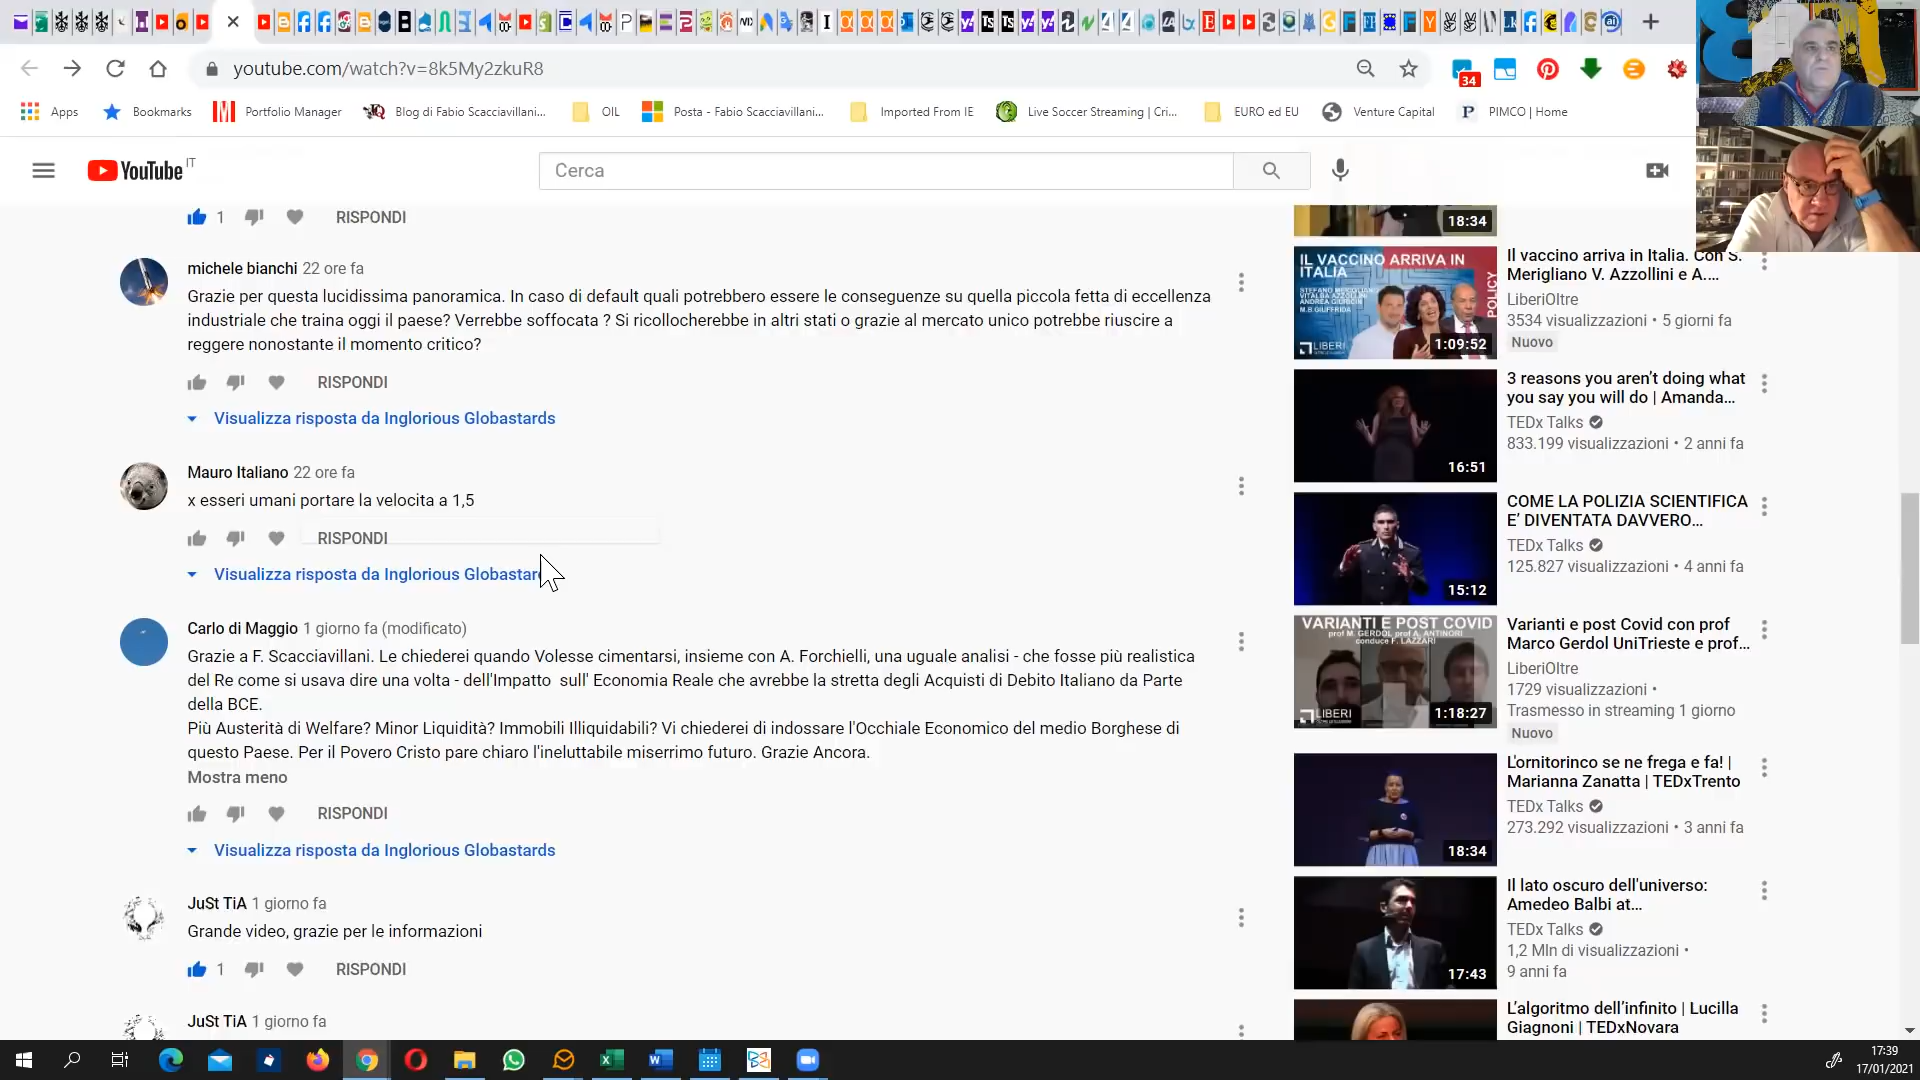 youtube.com/watch?v=8k5My2zkuR8
34
Apps
Bookmarks
Portfolio Manager
Blog di Fabio Scacciavillani...
OIL
Posta - Fabio Scacciavillani...
Imported From IE
Live Soccer Streaming | Cri...
EURO ed EU
Venture Capital
PIMCO | Home
YouTube IT
Cerca
1 RISPONDI
michele bianchi 22 ore fa
Grazie per questa lucidissima panoramica. In caso di default quali potrebbero essere le conseguenze su quella piccola fetta di eccellenza
industriale che traina oggi il paese? Verrebbe soffocata ? Si ricollocherebbe in altri stati o grazie al mercato unico potrebbe riuscire a
reggere nonostante il momento critico?
RISPONDI
Visualizza risposta da Inglorious Globastards
Mauro Italiano 22 ore fa
x esseri umani portare la velocita a 1,5
RISPONDI
Visualizza risposta da Inglorious Globastar
Carlo di Maggio 1 giorno fa (modificato)
Grazie a F. Scacciavillani. Le chiederei quando Volesse cimentarsi, insieme con A. Forchielli, una uguale analisi - che fosse più realistica
del Re come si usava dire una volta - dell'Impatto sull' Economia Reale che avrebbe la stretta degli Acquisti di Debito Italiano da Parte
della BCE.
Più Austerità di Welfare? Minor Liquidità? Immobili Illiquidabili? Vi chiederei di indossare l'Occhiale Economico del medio Borghese di
questo Paese. Per il Povero Cristo pare chiaro l'ineluttabile miserrimo futuro. Grazie Ancora.
Mostra meno
RISPONDI
Visualizza risposta da Inglorious Globastards
JuSt TiA 1 giorno fa
Grande video, grazie per le informazioni
1 RISPONDI
JuSt TiA 1 giorno fa
18:34
IL VACCINO ARRIVA IN
ITALIA
STEFANO MERIGLIANO
VITALBA AZZOLLINI
ANDREA GIUSCIN
M.B.GIUFFRIDA
POLICY
LIBERI
1:09:52
Il vaccino arriva in Italia. Con S.
Merigliano V. Azzollini e A....
LiberiOltre
3534 visualizzazioni • 5 giorni fa
Nuovo
16:51
3 reasons you aren't doing what
you say you will do | Amanda...
TEDx Talks
833.199 visualizzazioni • 2 anni fa
15:12
COME LA POLIZIA SCIENTIFICA
E' DIVENTATA DAVVERO...
TEDx Talks
125.827 visualizzazioni • 4 anni fa
VARIANTI E POST COVID
prof M. GERDOL prof A. ANTINORI
conduce F. LAZZARI
LIBERI
1:18:27
Varianti e post Covid con prof
Marco Gerdol UniTrieste e prof...
LiberiOltre
1729 visualizzazioni •
Trasmesso in streaming 1 giorno
Nuovo
18:34
L'ornitorinco se ne frega e fa! |
Marianna Zanatta | TEDxTrento
TEDx Talks
273.292 visualizzazioni • 3 anni fa
17:43
Il lato oscuro dell'universo:
Amedeo Balbi at...
TEDx Talks
1,2 Mln di visualizzazioni •
9 anni fa
L'algoritmo dell'infinito | Lucilla
Giagnoni | TEDxNovara
17:39
17/01/2021